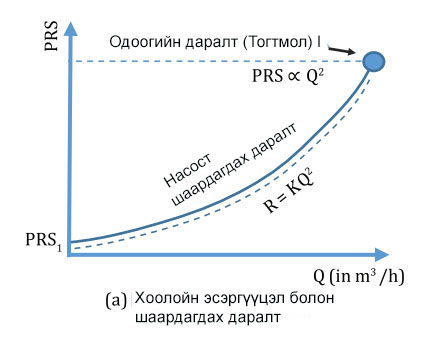 PRS
Одоогийн даралт (Тогтмол) I
PRS ∝ Q²
Насост
шаардагдах даралт
R = KQ²
PRS₁
Q (in m³/h)
(a) Хоолойн эсэргүүцэл болон
шаардагдах даралт